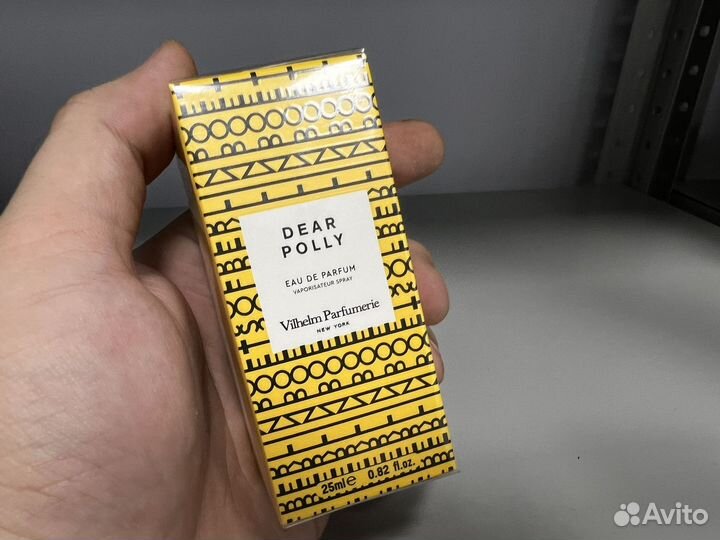 DEAR
POLLY
EAU DE PARFUM
VAPORISATEUR SPRAY
Vilhelm Parfumerie
NEW YORK
25ml e 0.82 fl.oz.
Avito